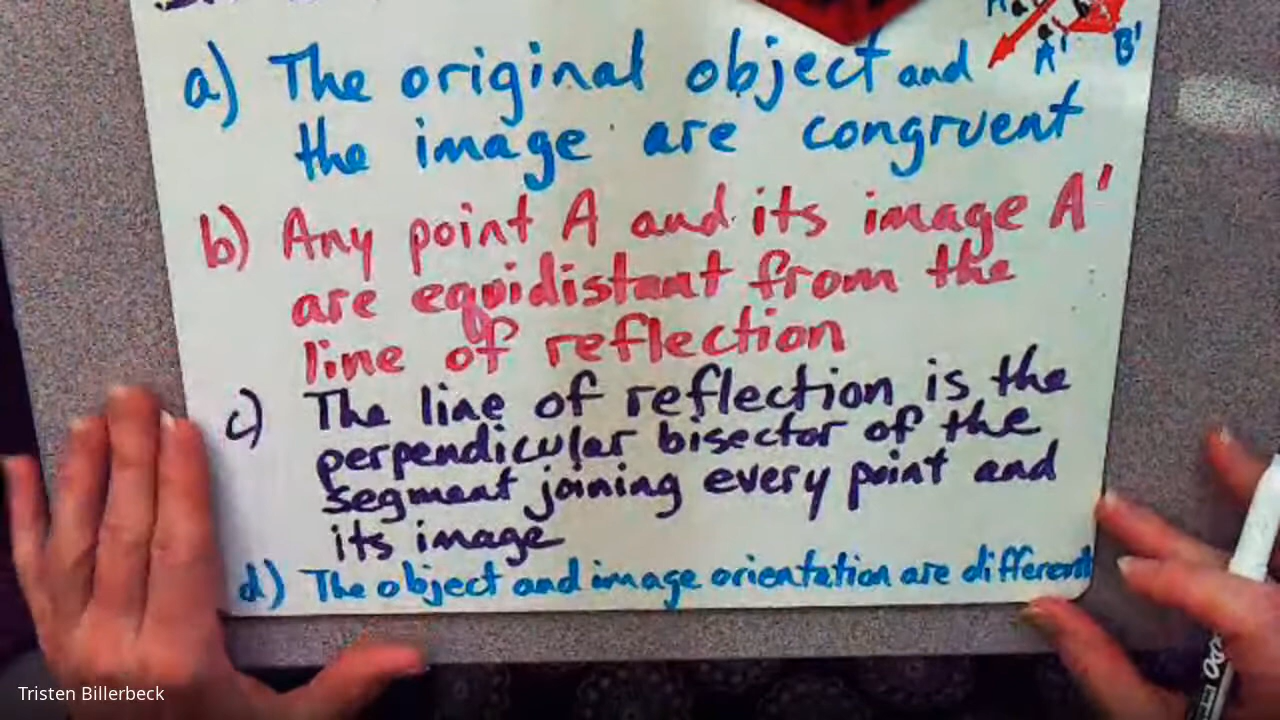 a) The original object and
the image are congruent
b) Any point A and its image A'
are equidistant from the
line of reflection
c) The line of reflection is the
perpendicular bisector of the
segment joining every point and
its image
d) The object and image orientation are different
A'
B'
Tristen Billerbeck